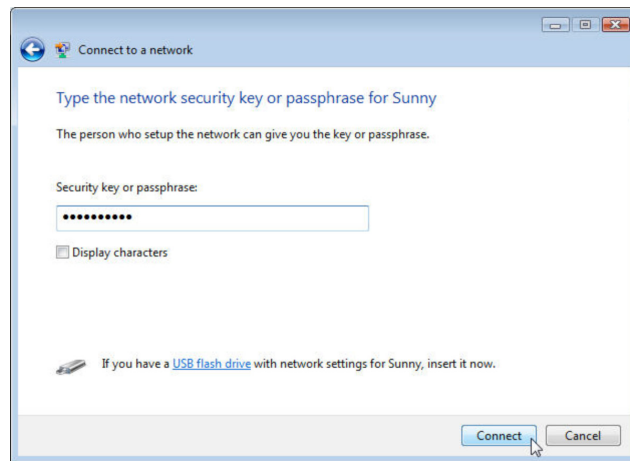 Connect to a network
Type the network security key or passphrase for Sunny
The person who setup the network can give you the key or passphrase.
Security key or passphrase:
••••••••••
Display characters
If you have a USB flash drive with network settings for Sunny, insert it now.
Connect
Cancel